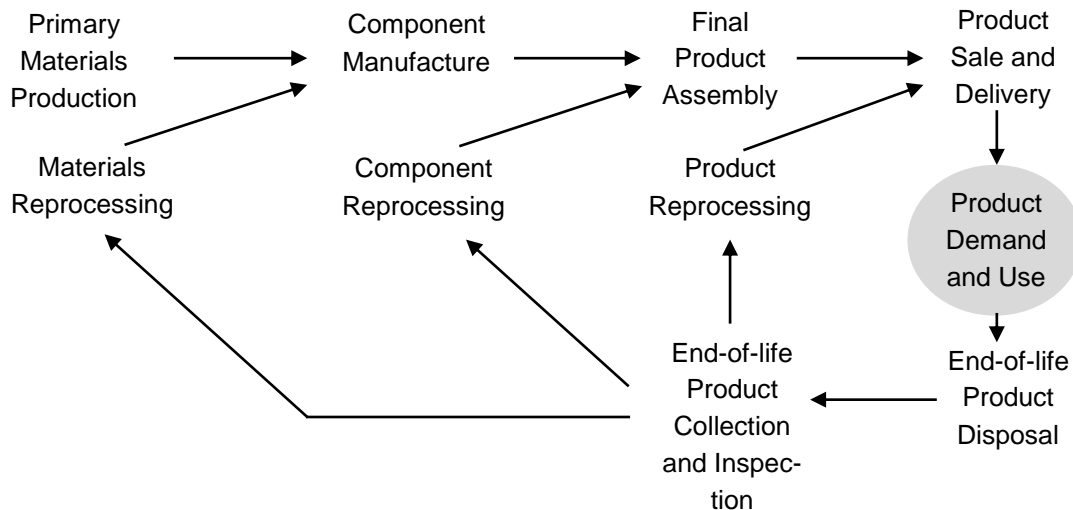 Primary
Materials
Production
Component
Manufacture
Final
Product
Assembly
Product
Sale and
Delivery
Materials
Reprocessing
Component
Reprocessing
Product
Reprocessing
Product
Demand
and Use
End-of-life
Product
Collection
and Inspec-
tion
End-of-life
Product
Disposal